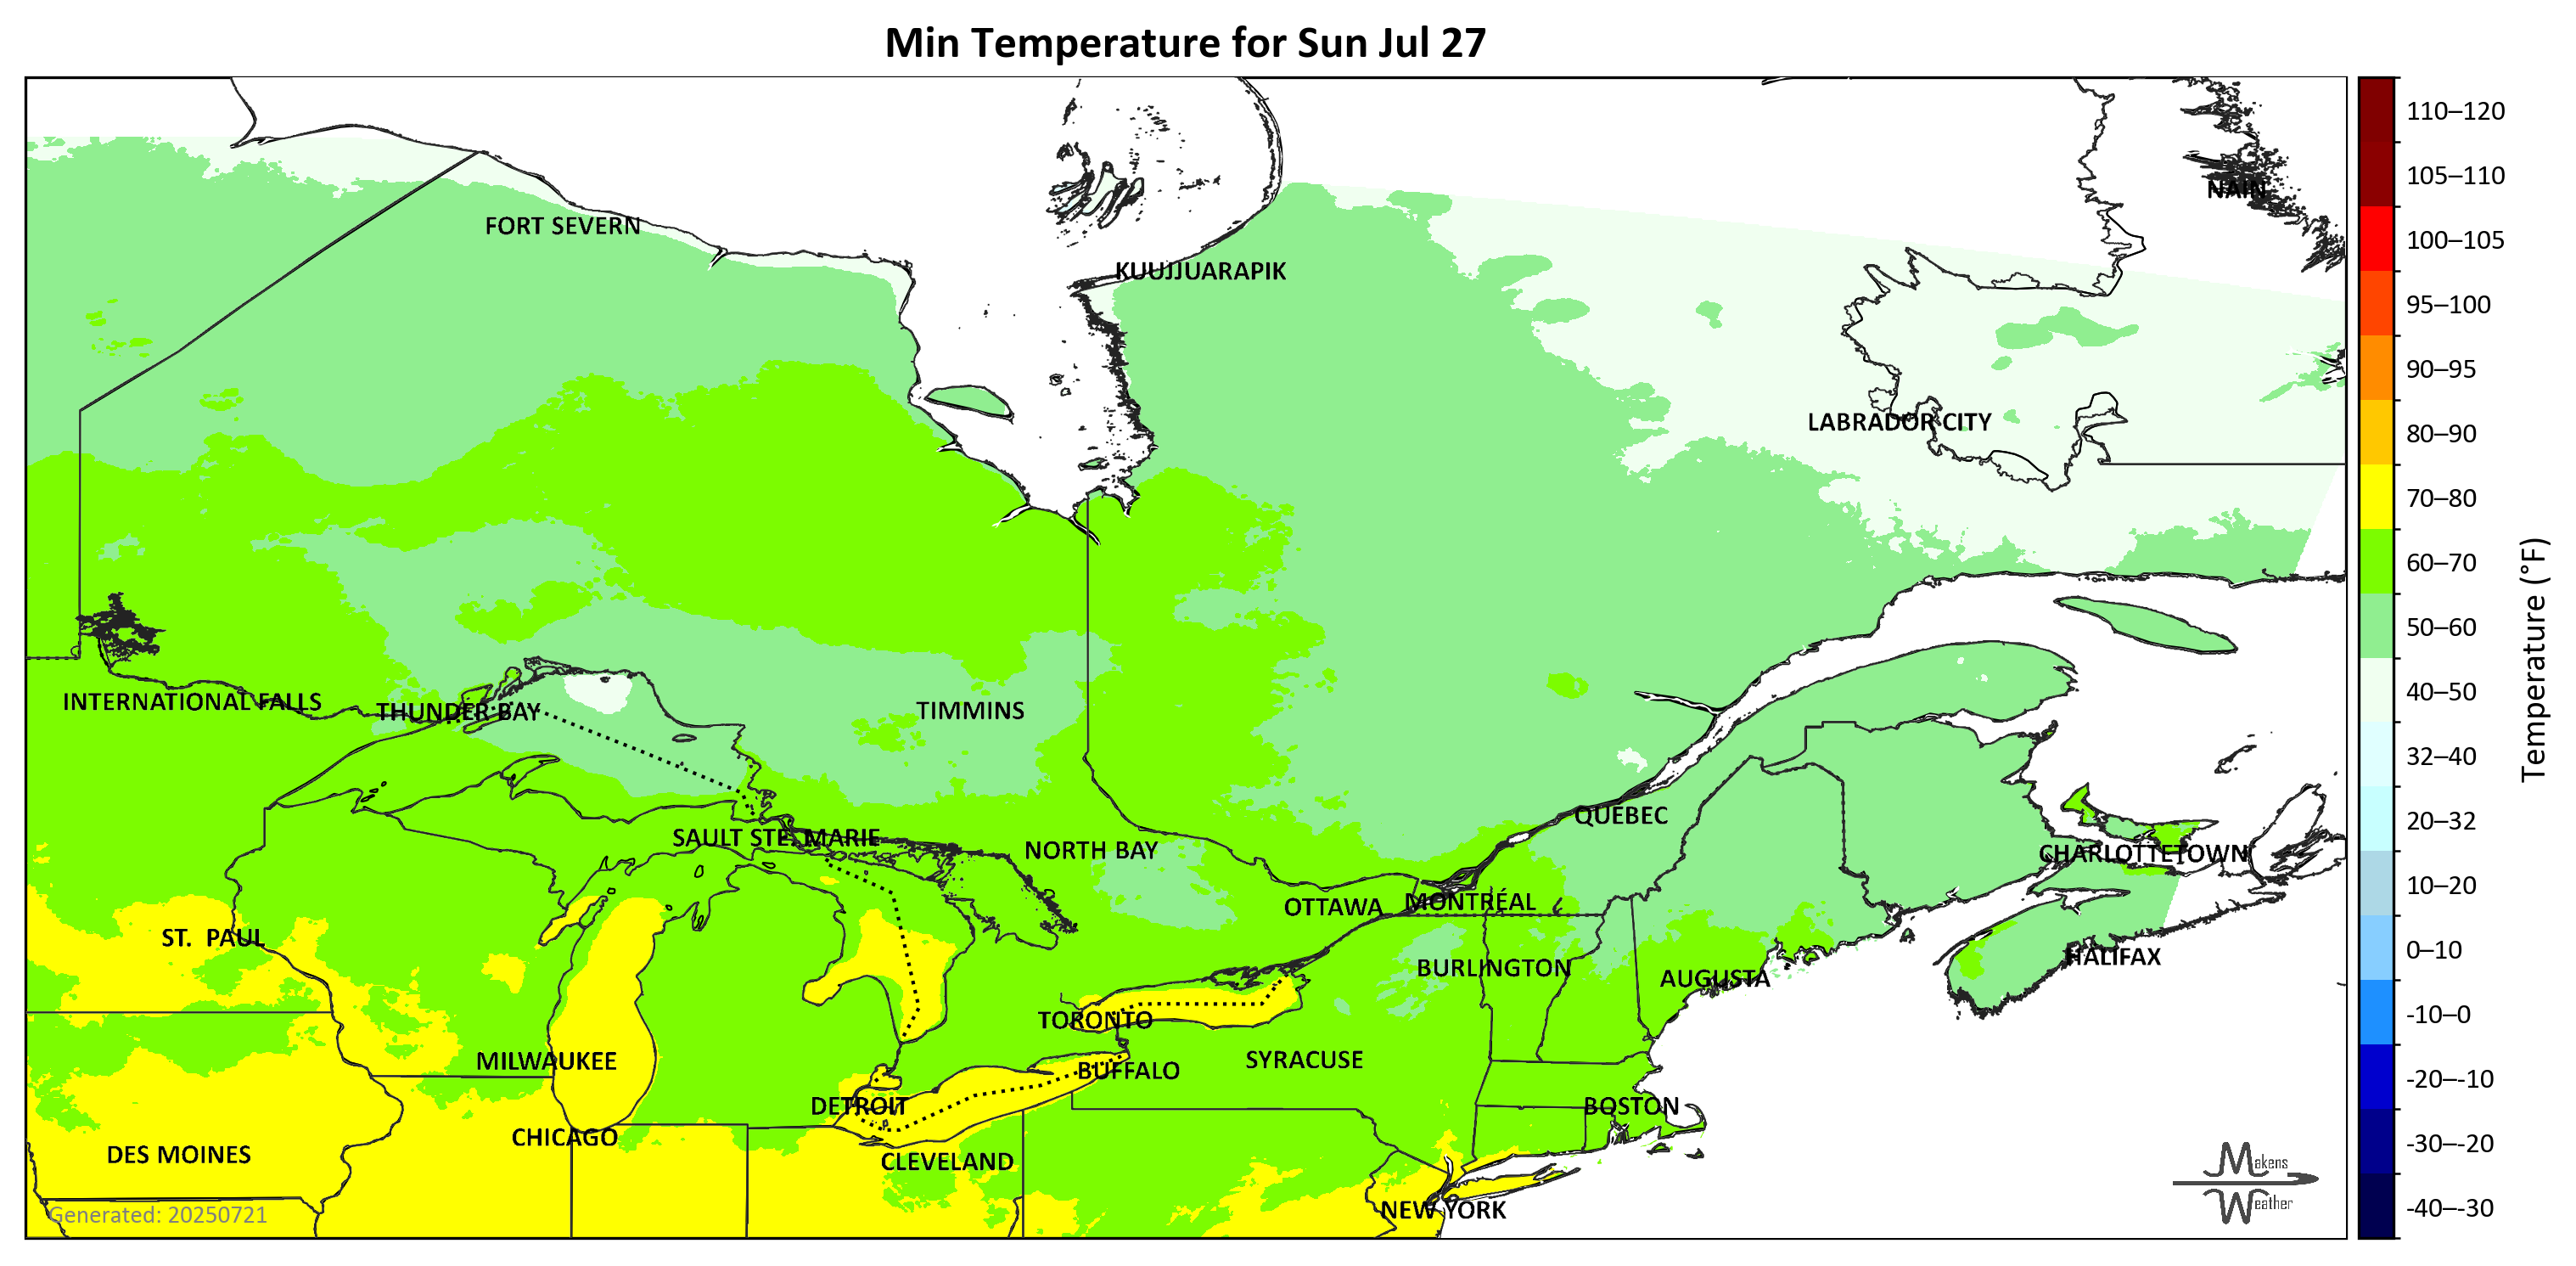 Min Temperature for Sun Jul 27
FORT SEVERN
NAIN
KUUJJUARAPIK
LABRADOR CITY
INTERNATIONAL FALLS
THUNDER BAY
TIMMINS
SAULT STE. MARIE
NORTH BAY
QUÉBEC
CHARLOTTETOWN
OTTAWA
MONTRÉAL
ST.  PAUL
BURLINGTON
AUGUSTA
HALIFAX
TORONTO
MILWAUKEE
BUFFALO
SYRACUSE
DETROIT
BOSTON
CHICAGO
DES MOINES
CLEVELAND
NEW YORK
Generated: 20250721
Makens
Weather
110–120
105–110
100–105
95–100
90–95
80–90
70–80
60–70
50–60
40–50
32–40
20–32
10–20
0–10
-10–0
-20–-10
-30–-20
-40–-30
Temperature (°F)